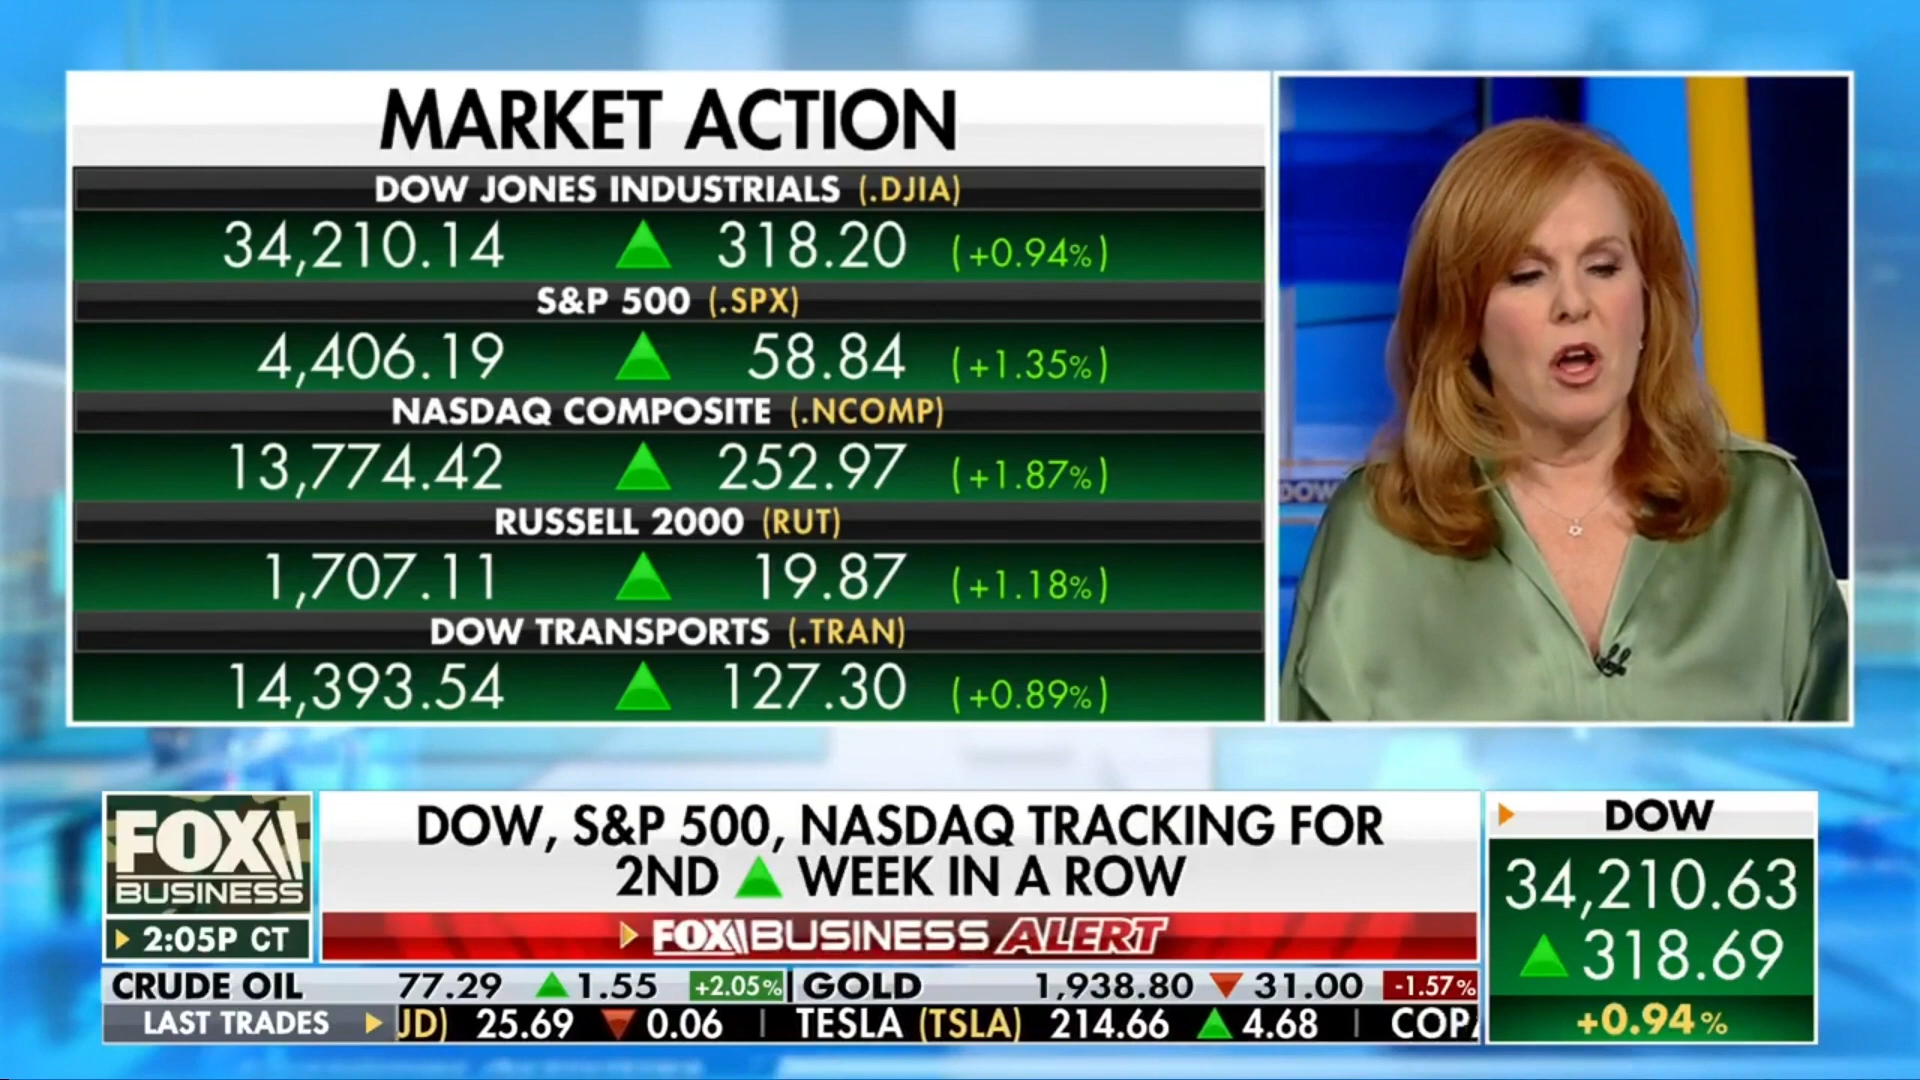 MARKET ACTION
DOW JONES INDUSTRIALS (.DJIA)
34,210.14 ▲ 318.20 (+0.94%)
S&P 500 (.SPX)
4,406.19 ▲ 58.84 (+1.35%)
NASDAQ COMPOSITE (.NCOMP)
13,774.42 ▲ 252.97 (+1.87%)
RUSSELL 2000 (RUT)
1,707.11 ▲ 19.87 (+1.18%)
DOW TRANSPORTS (.TRAN)
14,393.54 ▲ 127.30 (+0.89%)
DOW
FOX
BUSINESS
2:05P CT
DOW, S&P 500, NASDAQ TRACKING FOR
2ND ▲ WEEK IN A ROW
FOX BUSINESS ALERT
DOW
34,210.63
▲ 318.69
+0.94%
CRUDE OIL 77.29 ▲ 1.55 +2.05% GOLD 1,938.80 ▼ 31.00 -1.57%
LAST TRADES JD) 25.69 ▼ 0.06 | TESLA (TSLA) 214.66 ▲ 4.68 |